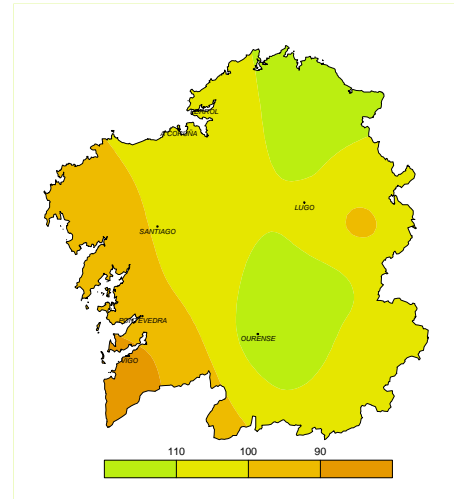 FERROL
A CORUÑA
LUGO
SANTIAGO
PONTEVEDRA
OURENSE
VIGO
110 100 90